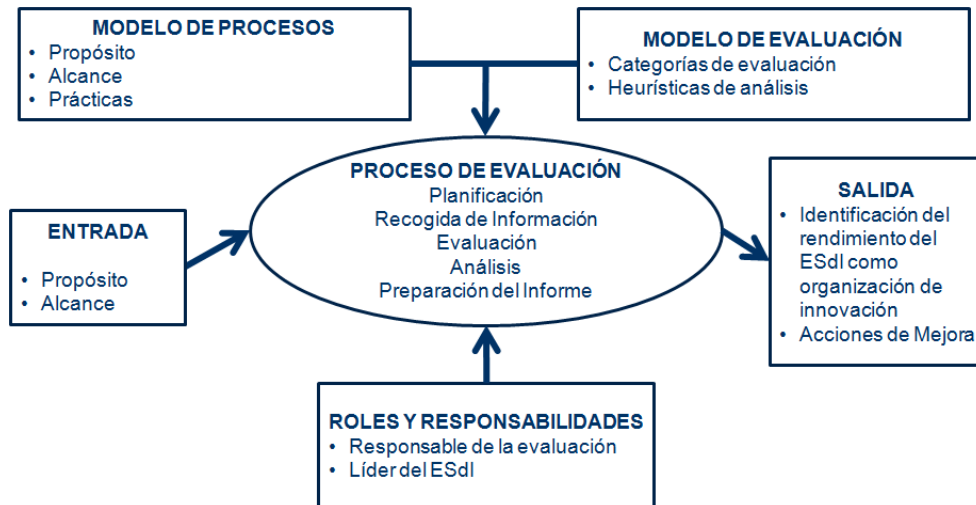 MODELO DE PROCESOS
• Propósito
• Alcance
• Prácticas
MODELO DE EVALUACIÓN
• Categorías de evaluación
• Heurísticas de análisis
PROCESO DE EVALUACIÓN
Planificación
Recogida de Información
Evaluación
Análisis
Preparación del Informe
ENTRADA
• Propósito
• Alcance
SALIDA
• Identificación del
rendimiento del
ESdI como
organización de
innovación
• Acciones de Mejora
ROLES Y RESPONSABILIDADES
• Responsable de la evaluación
• Líder del ESdI